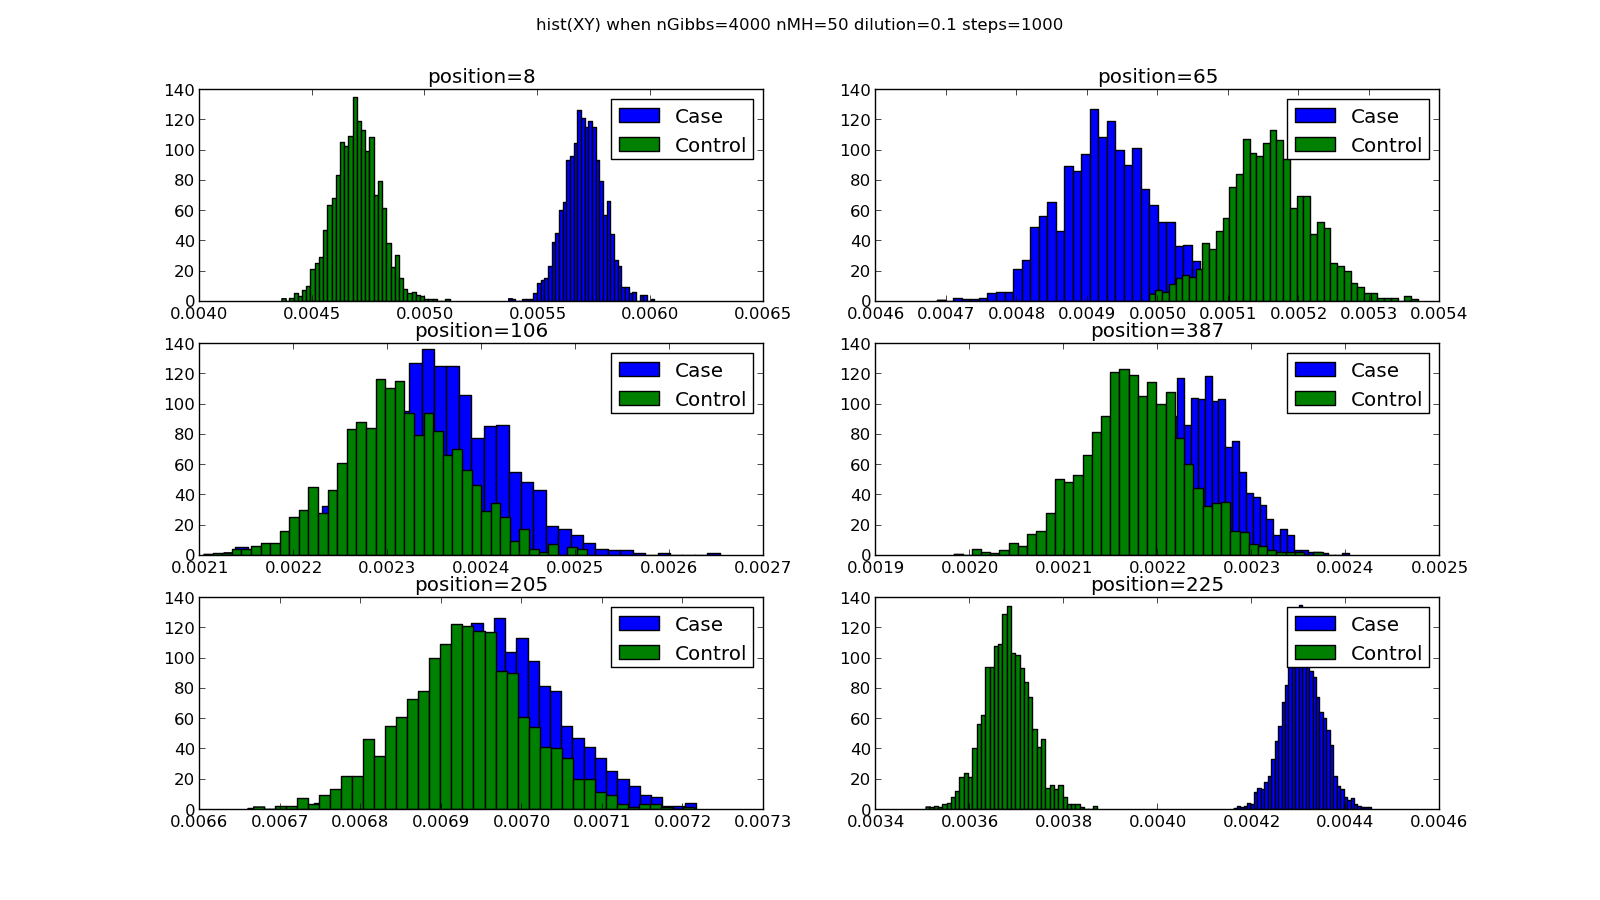 hist(XY) when nGibbs=4000 nMH=50 dilution=0.1 steps=1000
position=8
140
120
100
80
60
40
20
0
0.0040 0.0045 0.0050 0.0055 0.0060 0.0065
Case
Control
position=65
140
120
100
80
60
40
20
0
0.0046 0.0047 0.0048 0.0049 0.0050 0.0051 0.0052 0.0053 0.0054
Case
Control
position=106
140
120
100
80
60
40
20
0
0.0021 0.0022 0.0023 0.0024 0.0025 0.0026 0.0027
Case
Control
position=387
140
120
100
80
60
40
20
0
0.0019 0.0020 0.0021 0.0022 0.0023 0.0024 0.0025
Case
Control
position=205
140
120
100
80
60
40
20
0
0.0066 0.0067 0.0068 0.0069 0.0070 0.0071 0.0072 0.0073
Case
Control
position=225
140
120
100
80
60
40
20
0
0.0034 0.0036 0.0038 0.0040 0.0042 0.0044 0.0046
Case
Control